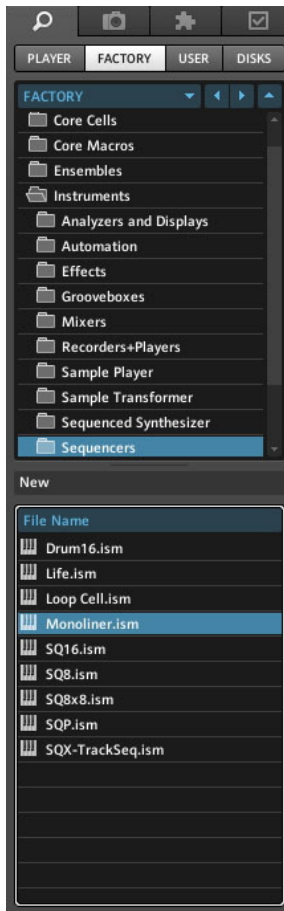 PLAYER FACTORY USER DISKS
FACTORY
Core Cells
Core Macros
Ensembles
Instruments
Analyzers and Displays
Automation
Effects
Grooveboxes
Mixers
Recorders+Players
Sample Player
Sample Transformer
Sequenced Synthesizer
Sequencers
New
File Name
Drum16.ism
Life.ism
Loop Cell.ism
Monoliner.ism
SQ16.ism
SQ8.ism
SQ8x8.ism
SQP.ism
SQX-TrackSeq.ism